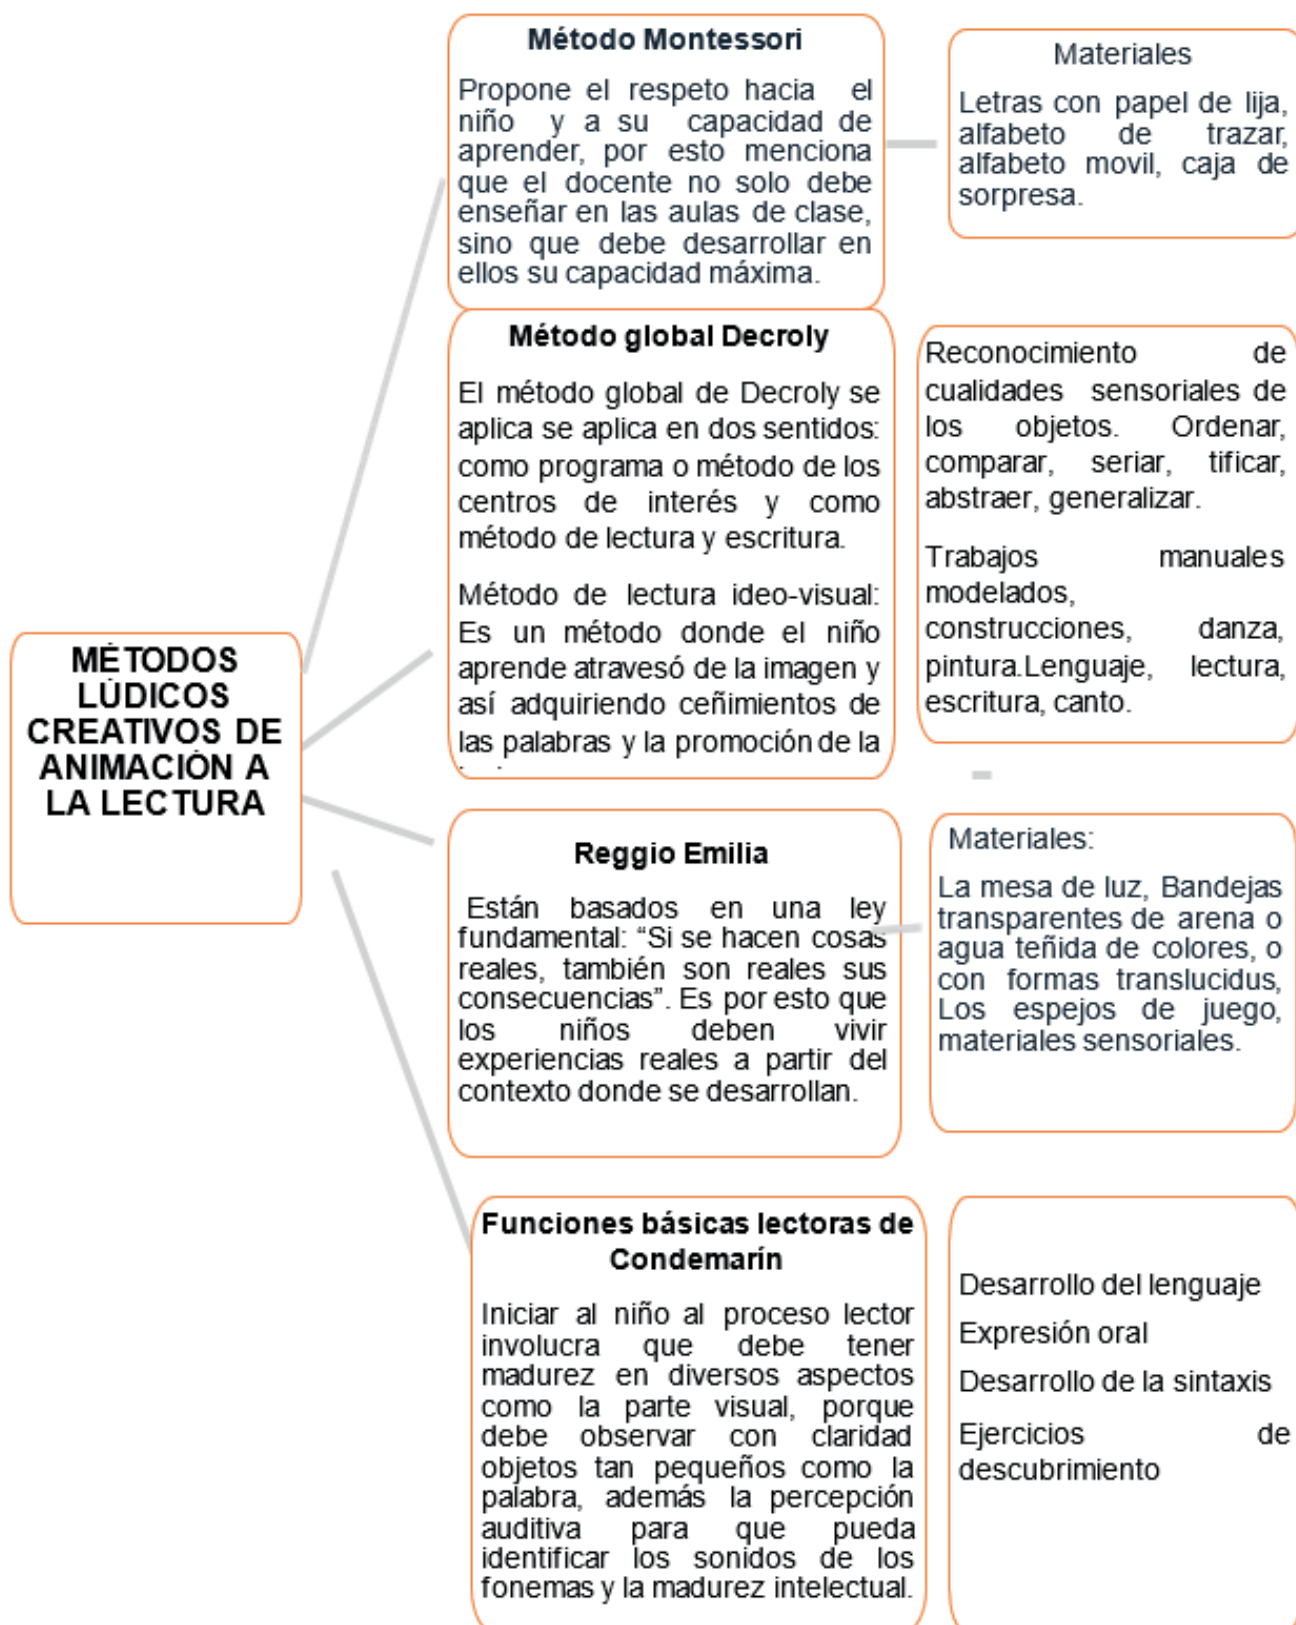 MÉTODOS
LÚDICOS
CREATIVOS DE
ANIMACIÓN A
LA LECTURA
Método Montessori
Propone el respeto hacia el
niño y a su capacidad de
aprender, por esto menciona
que el docente no solo debe
enseñar en las aulas de clase,
sino que debe desarrollar en
ellos su capacidad máxima.
Materiales
Letras con papel de lija,
alfabeto de trazar,
alfabeto movil, caja de
sorpresa.
Método global Decroly
El método global de Decroly se
aplica se aplica en dos sentidos:
como programa o método de los
centros de interés y como
método de lectura y escritura.
Método de lectura ideo-visual:
Es un método donde el niño
aprende atravesó de la imagen y
así adquiriendo ceñimientos de
las palabras y la promoción de la
Reconocimiento de
cualidades sensoriales de
los objetos. Ordenar,
comparar, seriar, tificar,
abstraer, generalizar.
Trabajos manuales
modelados,
construcciones, danza,
pintura.Lenguaje, lectura,
escritura, canto.
Reggio Emilia
Están basados en una ley
fundamental: “Si se hacen cosas
reales, también son reales sus
consecuencias”. Es por esto que
los niños deben vivir
experiencias reales a partir del
contexto donde se desarrollan.
Materiales:
La mesa de luz, Bandejas
transparentes de arena o
agua teñida de colores, o
con formas translucidus,
Los espejos de juego,
materiales sensoriales.
Funciones básicas lectoras de
Condemarín
Iniciar al niño al proceso lector
involucra que debe tener
madurez en diversos aspectos
como la parte visual, porque
debe observar con claridad
objetos tan pequeños como la
palabra, además la percepción
auditiva para que pueda
identificar los sonidos de los
fonemas y la madurez intelectual.
Desarrollo del lenguaje
Expresión oral
Desarrollo de la sintaxis
Ejercicios de
descubrimiento